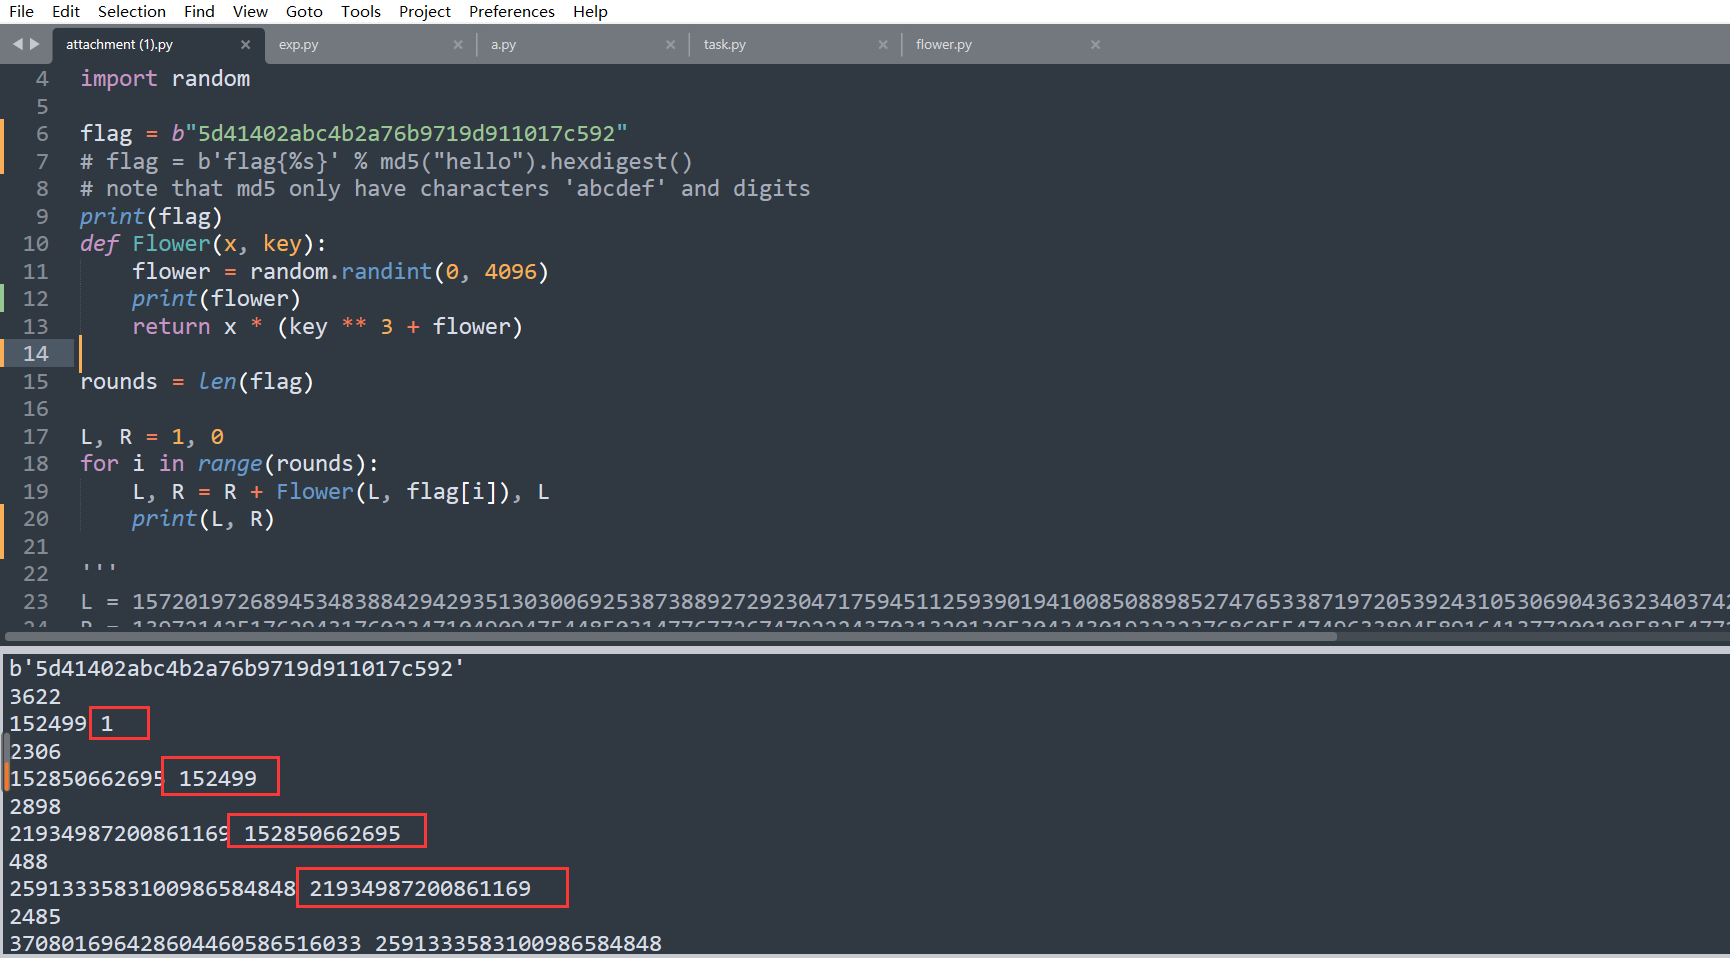 File Edit Selection Find View Goto Tools Project Preferences Help
attachment (1).py × exp.py × a.py × task.py × flower.py ×
4 import random
5
6 flag = b"5d41402abc4b2a76b9719d911017c592"
7 # flag = b'flag{%s}' % md5("hello").hexdigest()
8 # note that md5 only have characters 'abcdef' and digits
9 print(flag)
10 def Flower(x, key):
11 flower = random.randint(0, 4096)
12 print(flower)
13 return x * (key ** 3 + flower)
14
15 rounds = len(flag)
16
17 L, R = 1, 0
18 for i in range(rounds):
19 L, R = R + Flower(L, flag[i]), L
20 print(L, R)
21
22 '''
23 L = 15720197268945348388429429351303006925387388927292304717594511259390194100850889852747653387197205392431053069043632340374
b'5d41402abc4b2a76b9719d911017c592'
3622
152499 1
2306
152850662695 152499
2898
21934987200861169 152850662695
488
2591333583100986584848 21934987200861169
2485
370801696428604460586516033 2591333583100986584848